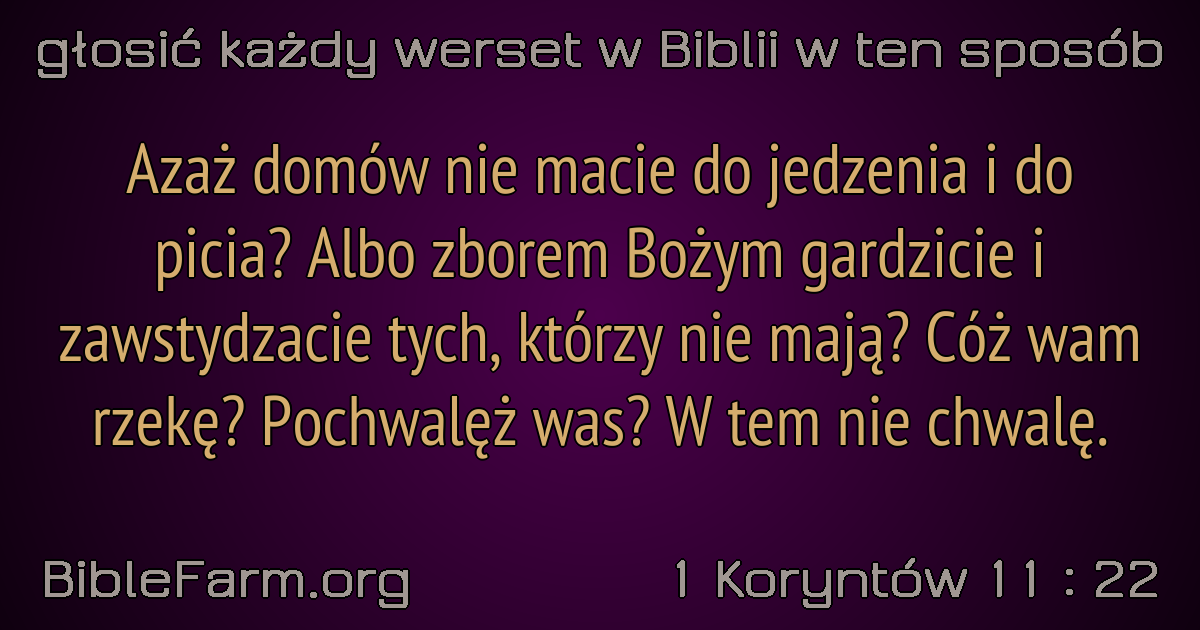 głosić każdy werset w Biblii w ten sposób
Azaż domów nie macie do jedzenia i do
picia? Albo zborem Bożym gardzicie i
zawstydzacie tych, którzy nie mają? Cóż wam
rzekę? Pochwalęż was? W tem nie chwalę.
BibleFarm.org
1 Koryntów 11 : 22